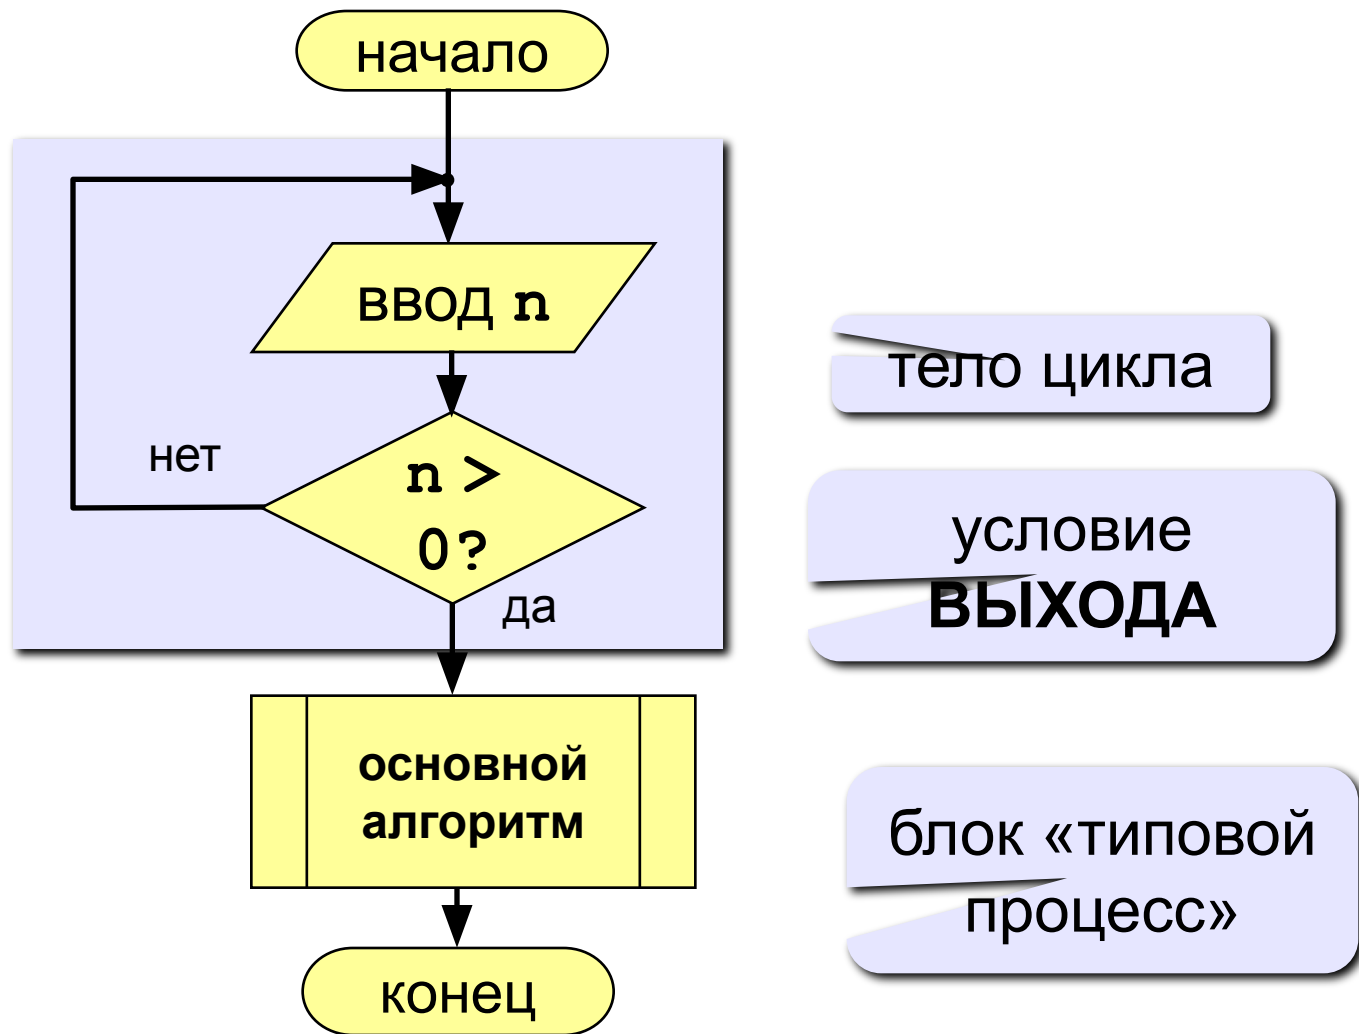 начало
ввод n
нет
n >
0?
да
основной
алгоритм
конец
тело цикла
условие
ВЫХОДА
блок «типовой
процесс»